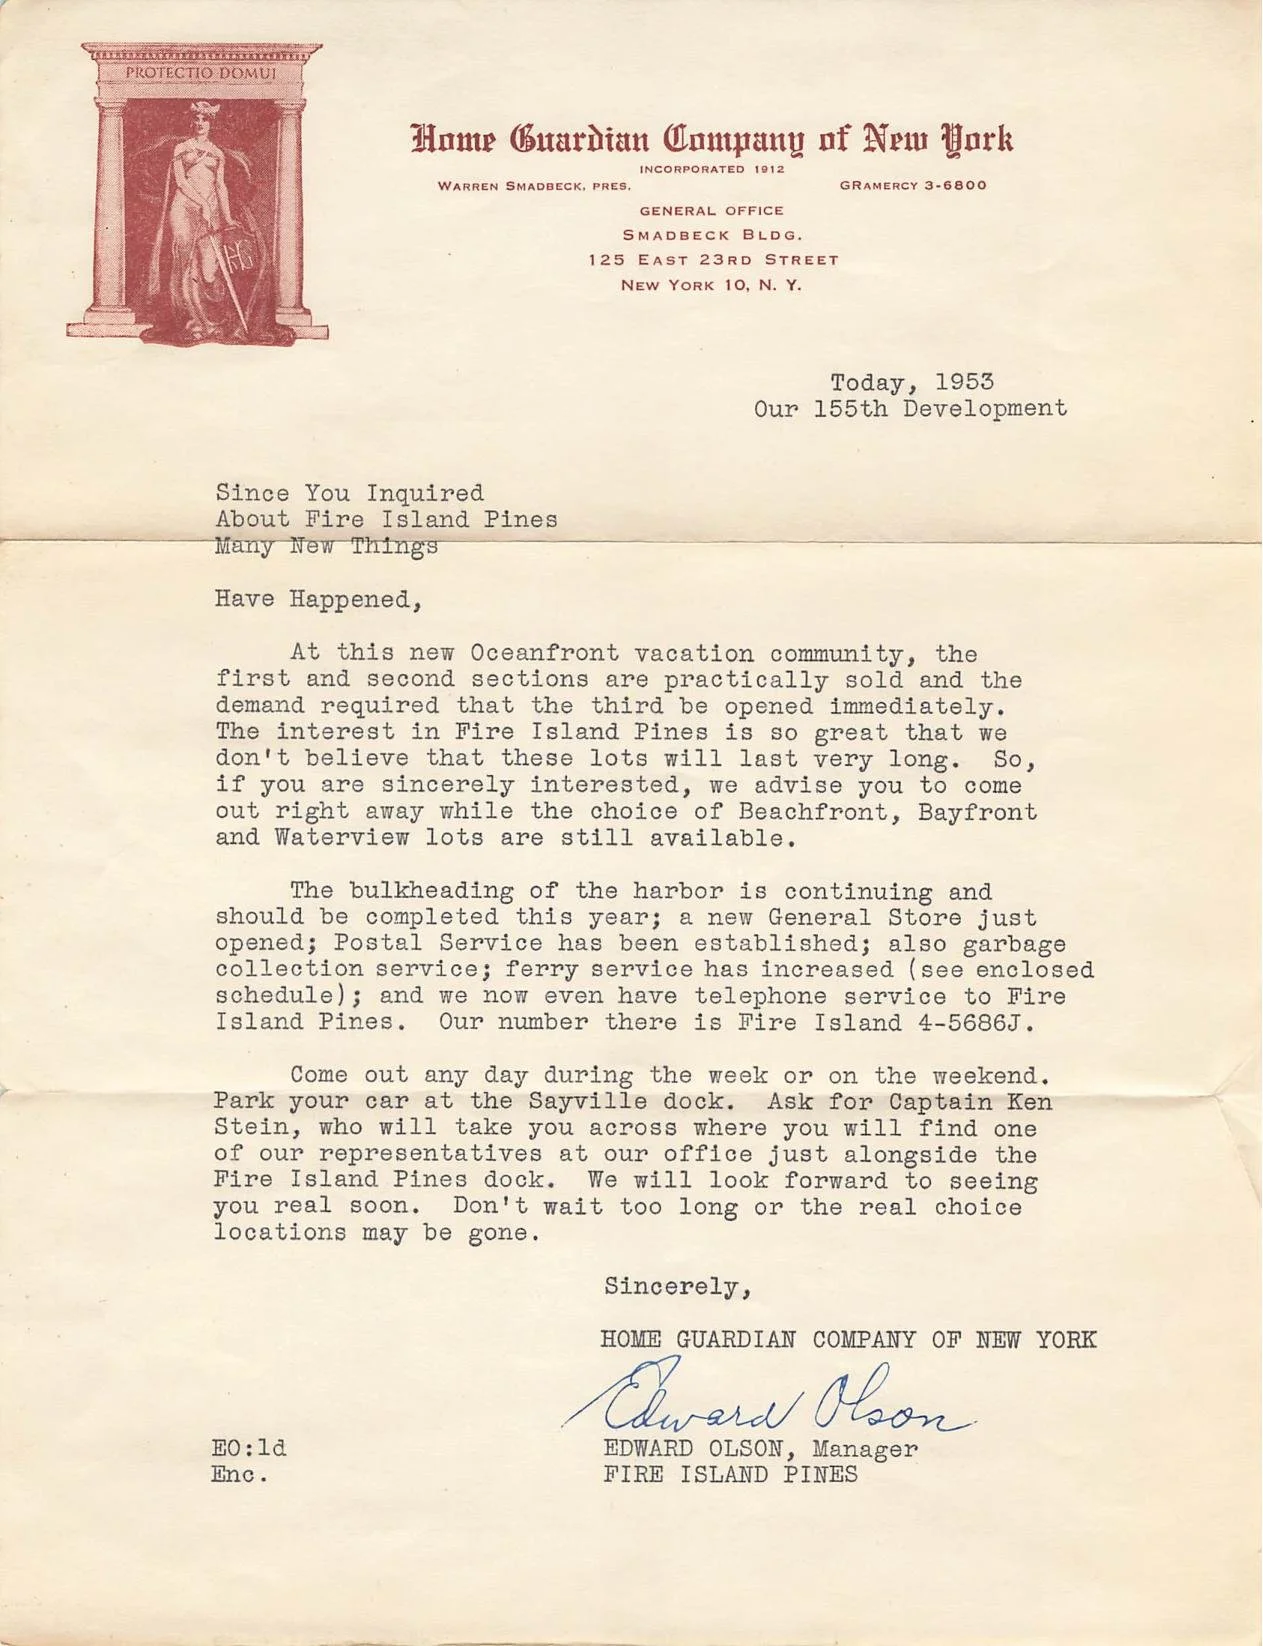 PROTECTIO DOMUI
Home Guardian Company of New York
INCORPORATED 1912
WARREN SMADBECK, PRES.
GRAMERCY 3-6800
GENERAL OFFICE
SMADBECK BLDG.
125 EAST 23RD STREET
NEW YORK 10, N. Y.
Today, 1953
Our 155th Development
Since You Inquired
About Fire Island Pines
Many New Things
Have Happened,
At this new Oceanfront vacation community, the
first and second sections are practically sold and the
demand required that the third be opened immediately.
The interest in Fire Island Pines is so great that we
don't believe that these lots will last very long.  So,
if you are sincerely interested, we advise you to come
out right away while the choice of Beachfront, Bayfront
and Waterview lots are still available.
The bulkheading of the harbor is continuing and
should be completed this year; a new General Store just
opened; Postal Service has been established; also garbage
collection service; ferry service has increased (see enclosed
schedule); and we now even have telephone service to Fire
Island Pines.  Our number there is Fire Island 4-5686J.
Come out any day during the week or on the weekend.
Park your car at the Sayville dock.  Ask for Captain Ken
Stein, who will take you across where you will find one
of our representatives at our office just alongside the
Fire Island Pines dock.  We will look forward to seeing
you real soon.  Don't wait too long or the real choice
locations may be gone.
Sincerely,
HOME GUARDIAN COMPANY OF NEW YORK
Edward Olson
EO:ld
EDWARD OLSON, Manager
Enc.
FIRE ISLAND PINES